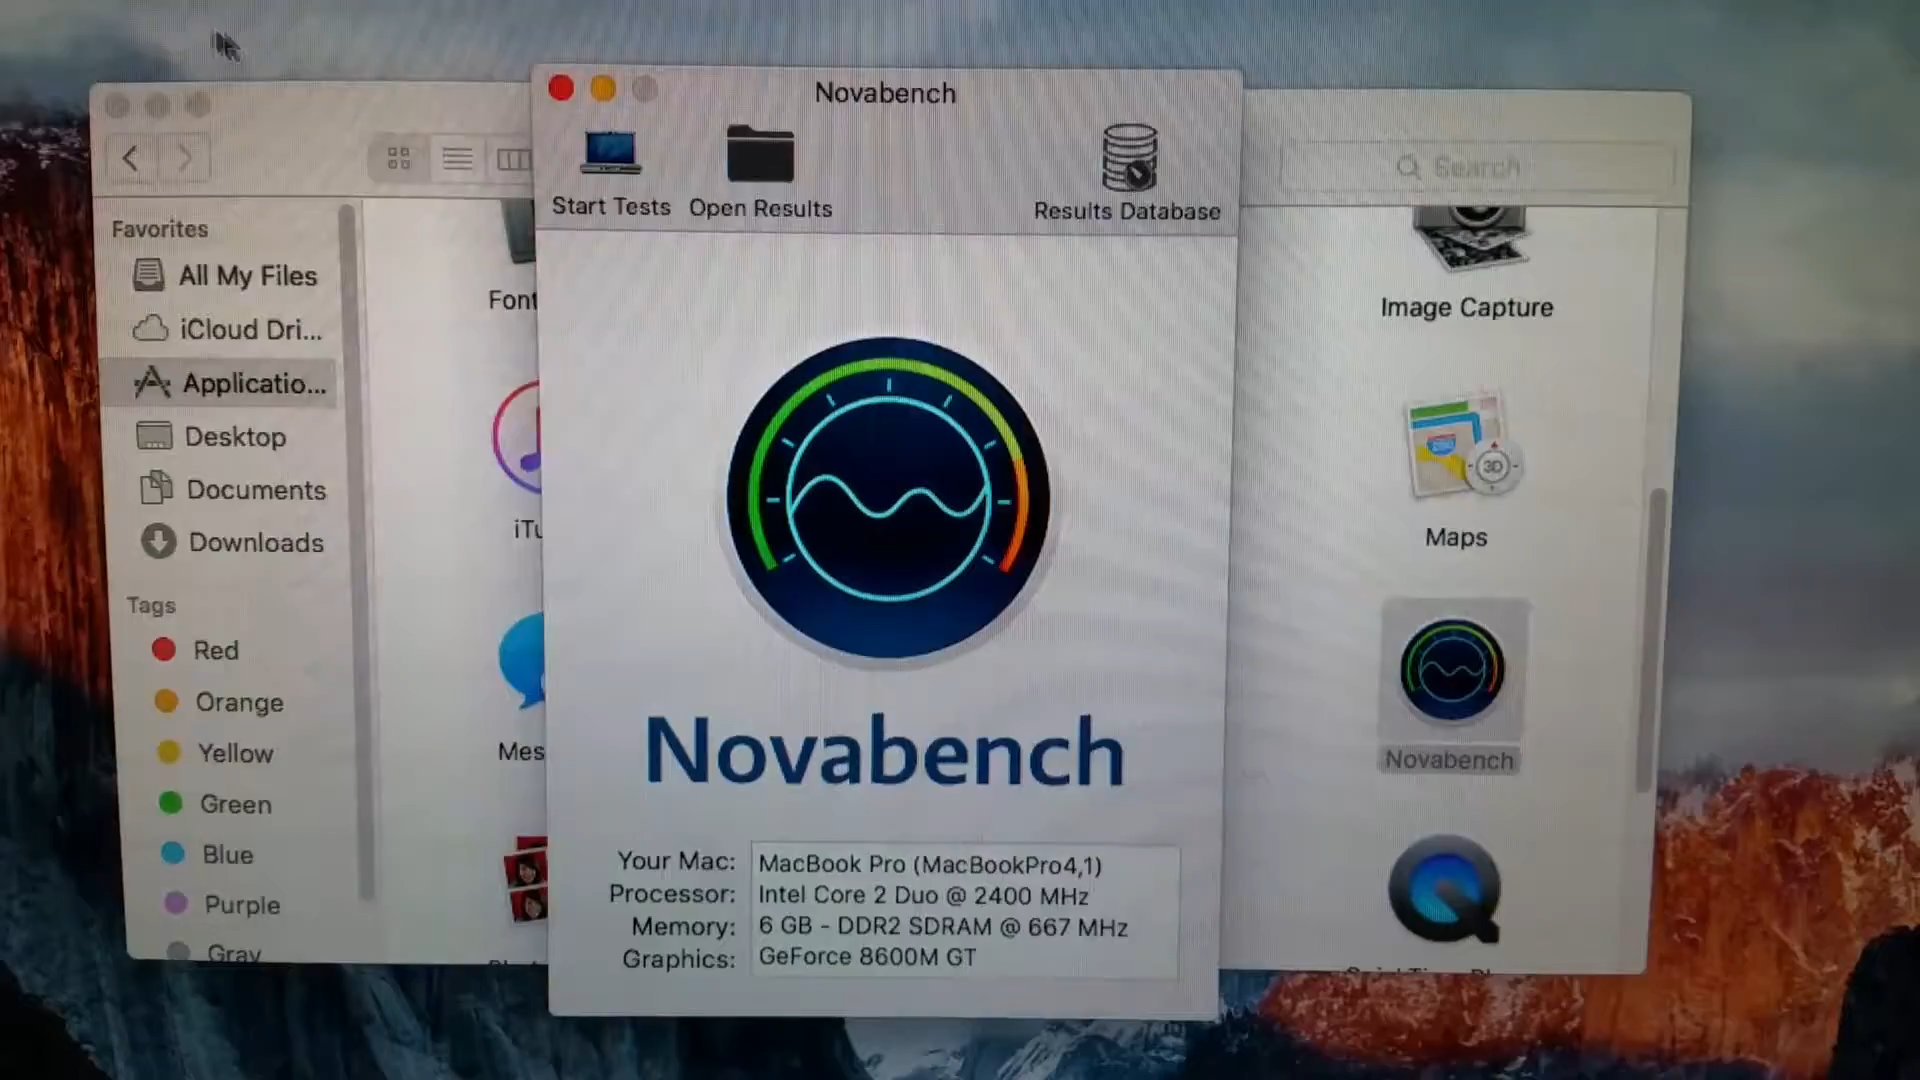 Novabench
Start Tests
Open Results
Results Database
Search
Favorites
All My Files
iCloud Dri...
Applicatio...
Desktop
Documents
Downloads
Tags
Red
Orange
Yellow
Green
Blue
Purple
Gray
Font
iTu
Mes
Image Capture
Maps
3D
Novabench
Novabench
Your Mac: MacBook Pro (MacBookPro4,1)
Processor: Intel Core 2 Duo @ 2400 MHz
Memory: 6 GB - DDR2 SDRAM @ 667 MHz
Graphics: GeForce 8600M GT